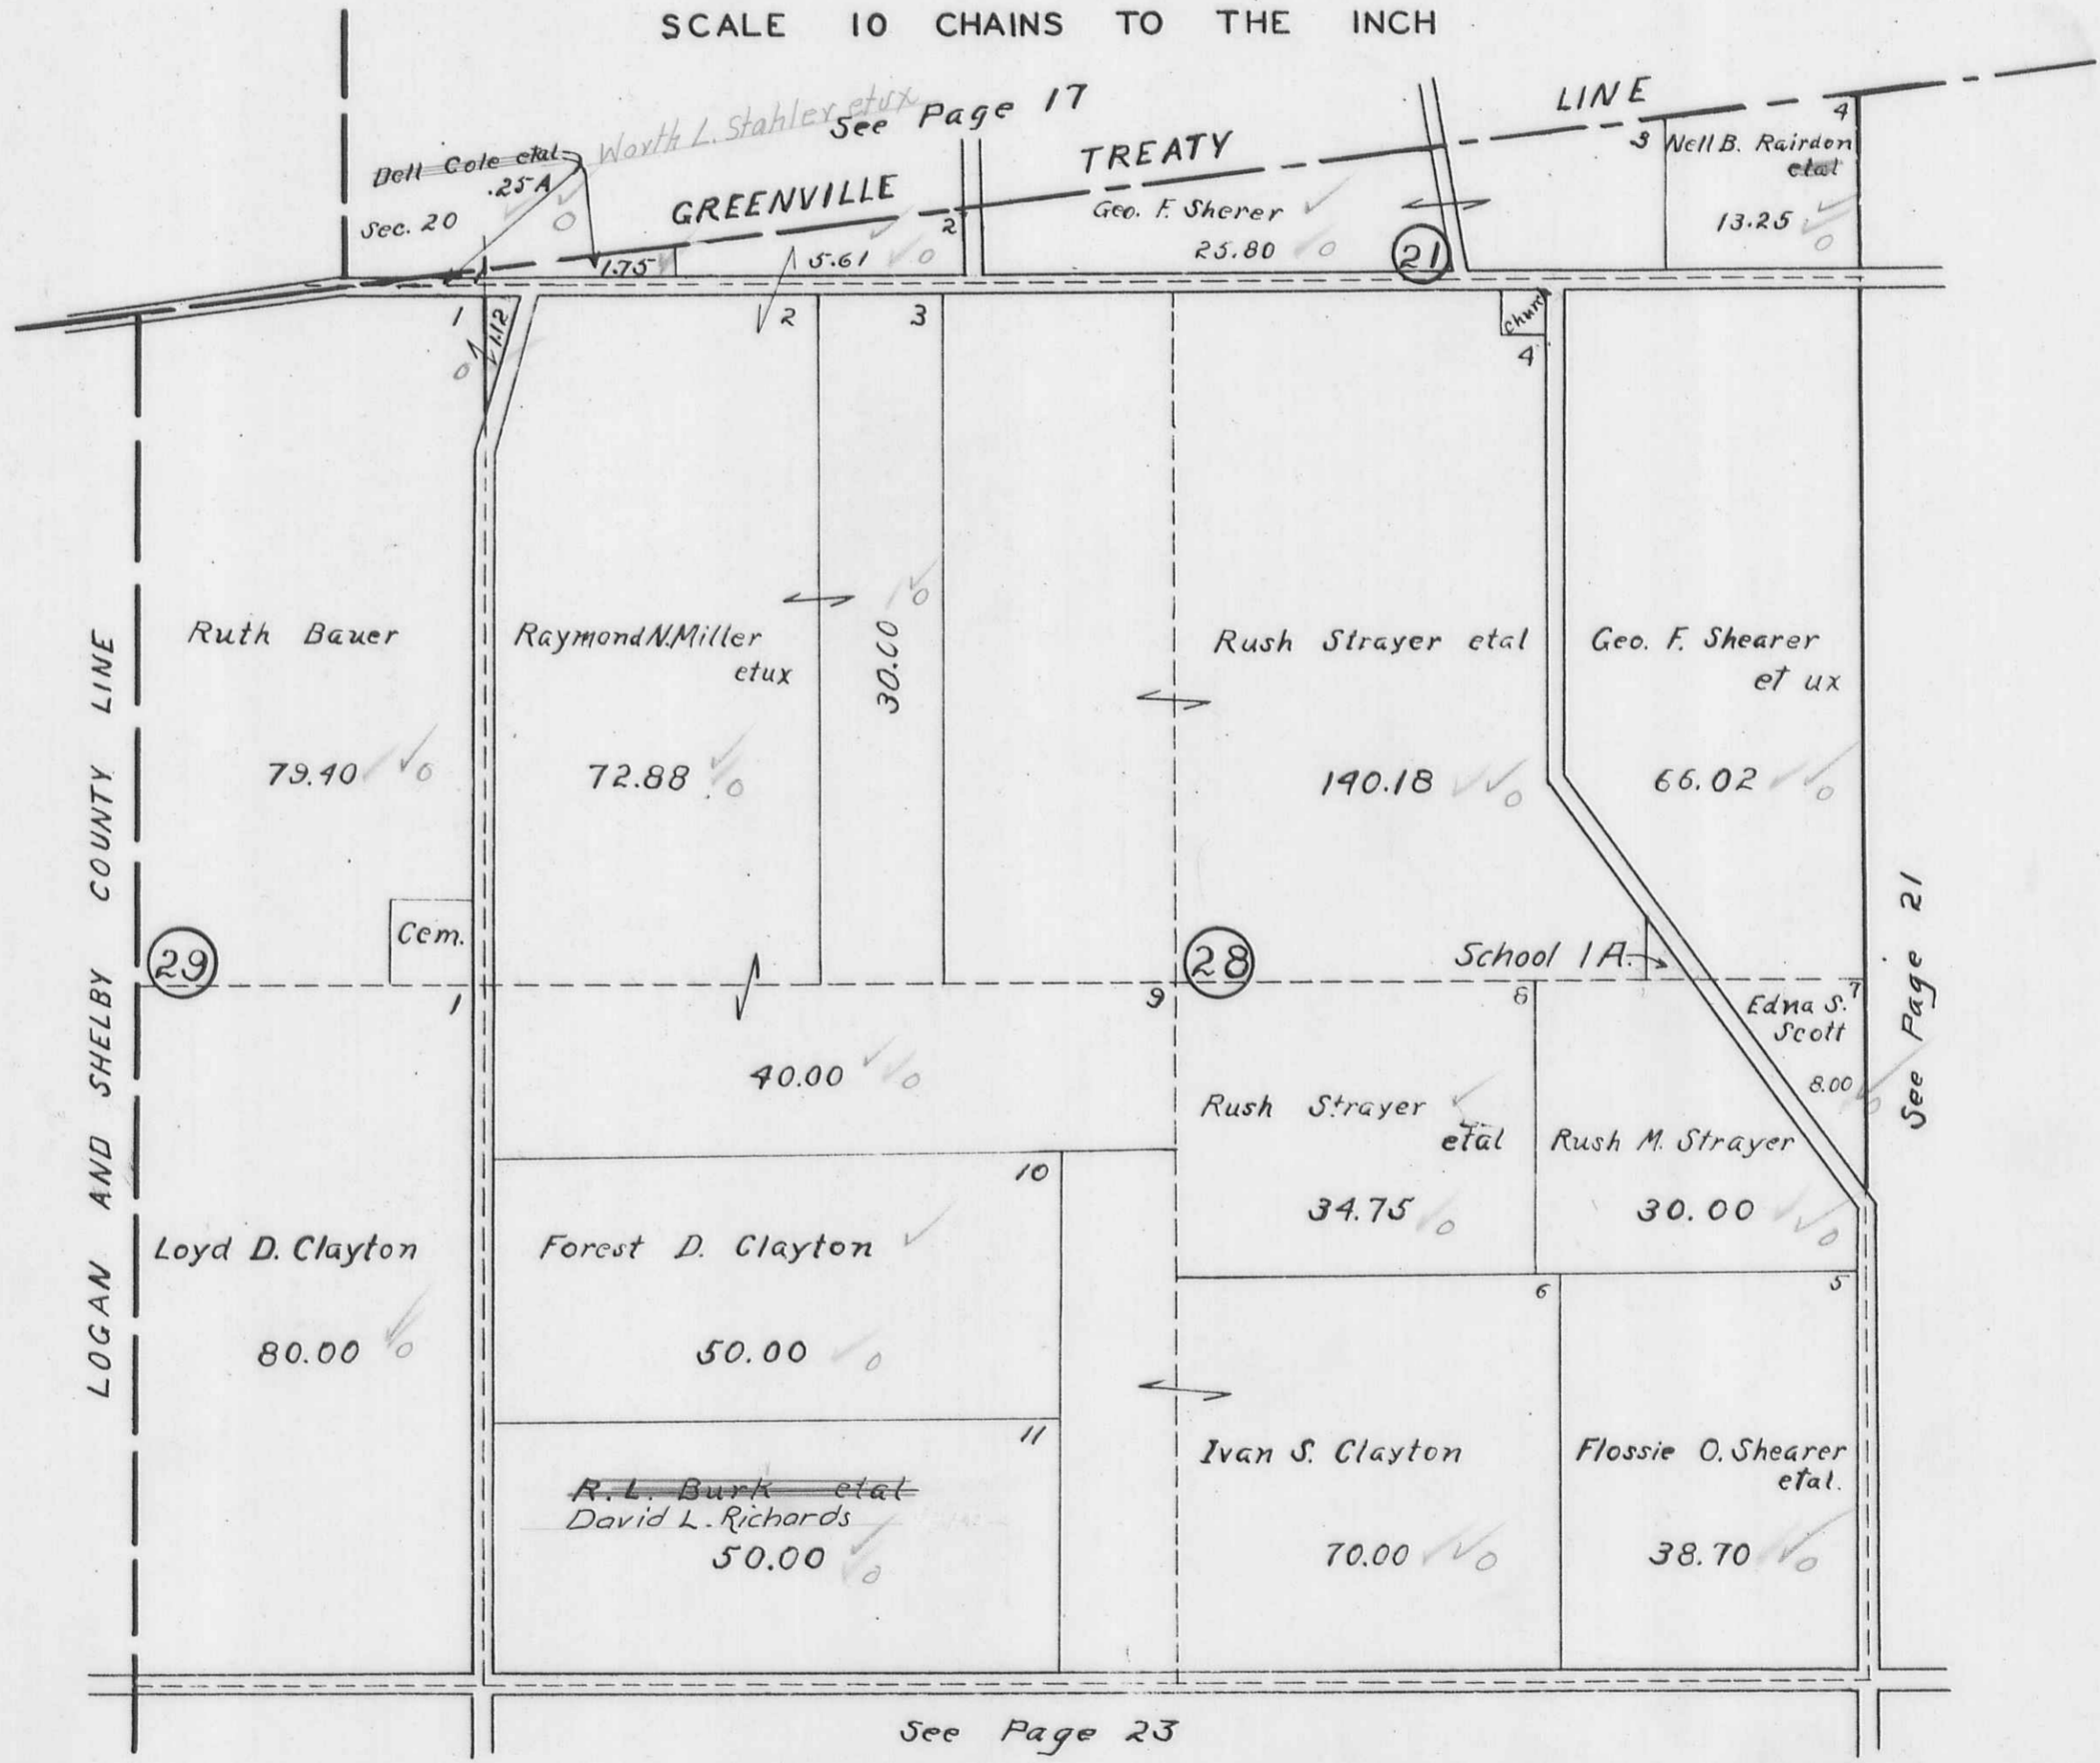 SCALE 10 CHAINS TO THE INCH
See Page 17
Worth L. Stahler etux
Dell Cole etal
.25A
Sec. 20
GREENVILLE TREATY LINE
1.75
5.61
2
Geo. F. Sherer
25.80
21
3
4
Nell B. Rairdon
etal
13.25
1
1.12
2
3
Church
4
LOGAN AND SHELBY COUNTY LINE
Ruth Bauer
79.40
Raymond N. Miller
etux
72.88
30.00
Rush Strayer etal
140.18
Geo. F. Shearer
et ux
66.02
Cem.
29
28
School 1A.
See Page 21
1
9
8
7
Edna S.
Scott
8.00
40.00
Rush Strayer
etal
34.75
Rush M. Strayer
30.00
10
Loyd D. Clayton
80.00
Forest D. Clayton
50.00
6
5
11
R. L. Burk etal
David L. Richards
50.00
Ivan S. Clayton
70.00
Flossie O. Shearer
etal.
38.70
See Page 23